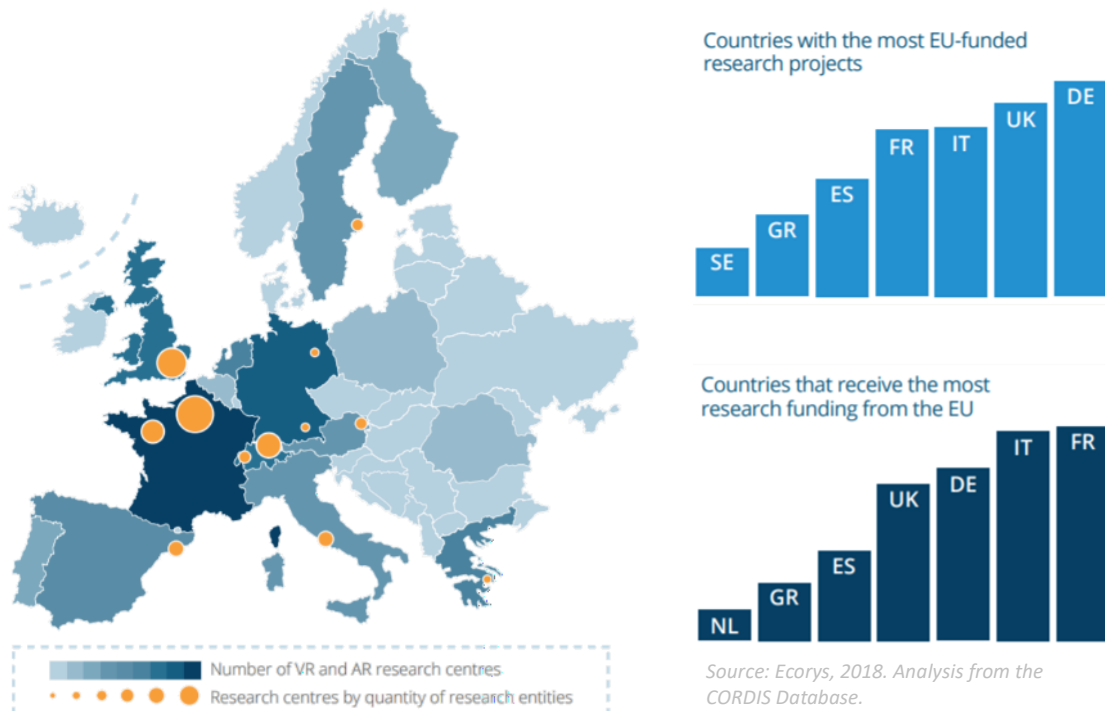 Countries with the most EU-funded
research projects
DE
UK
IT
FR
ES
GR
SE
Countries that receive the most
research funding from the EU
FR
IT
DE
UK
ES
GR
NL
Number of VR and AR research centres
Research centres by quantity of research entities
Source: Ecorys, 2018. Analysis from the
CORDIS Database.